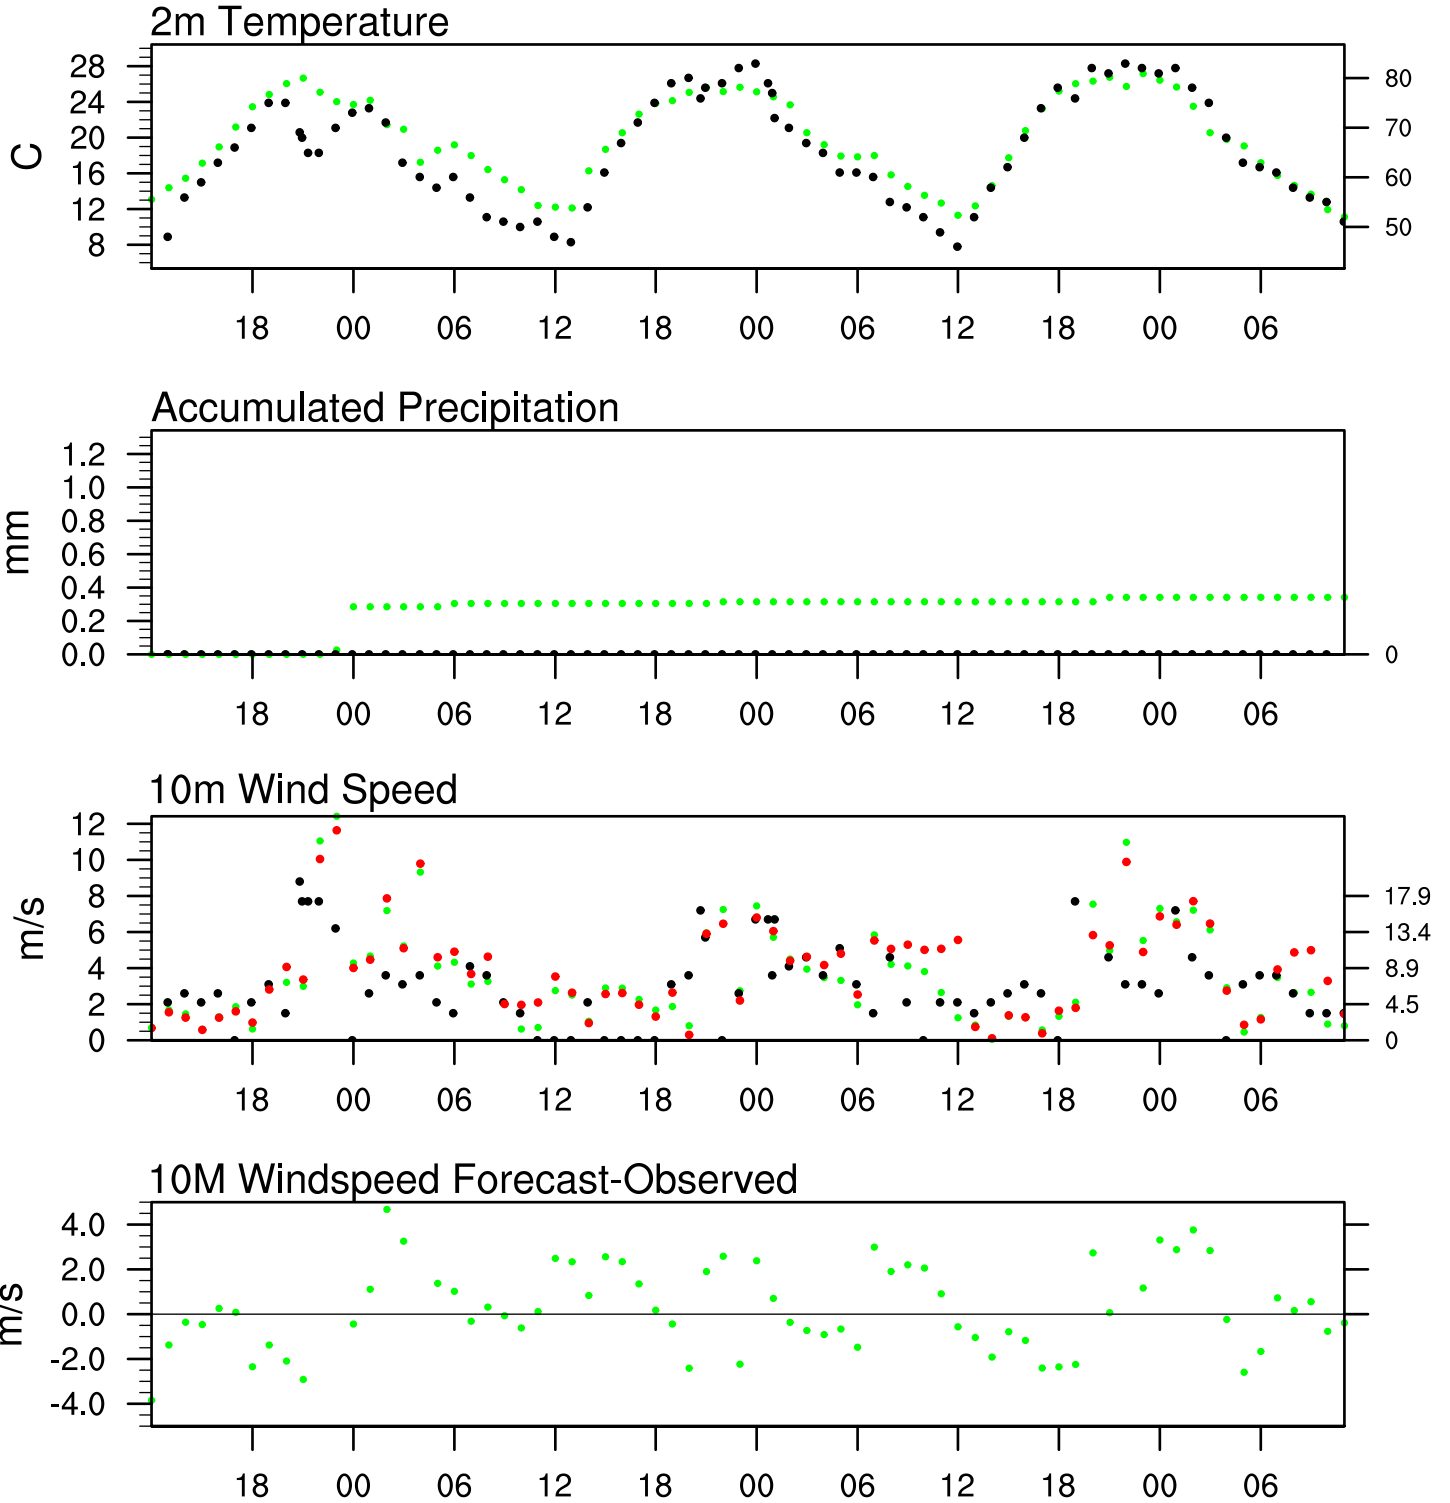 2m Temperature
28
24
20
16
12
8
C
80
70
60
50
18 00 06 12 18 00 06 12 18 00 06
Accumulated Precipitation
1.2
1.0
0.8
0.6
0.4
0.2
0.0
mm
0
18 00 06 12 18 00 06 12 18 00 06
10m Wind Speed
12
10
8
6
4
2
0
m/s
17.9
13.4
8.9
4.5
0
18 00 06 12 18 00 06 12 18 00 06
10M Windspeed Forecast-Observed
4.0
2.0
0.0
-2.0
-4.0
m/s
18 00 06 12 18 00 06 12 18 00 06